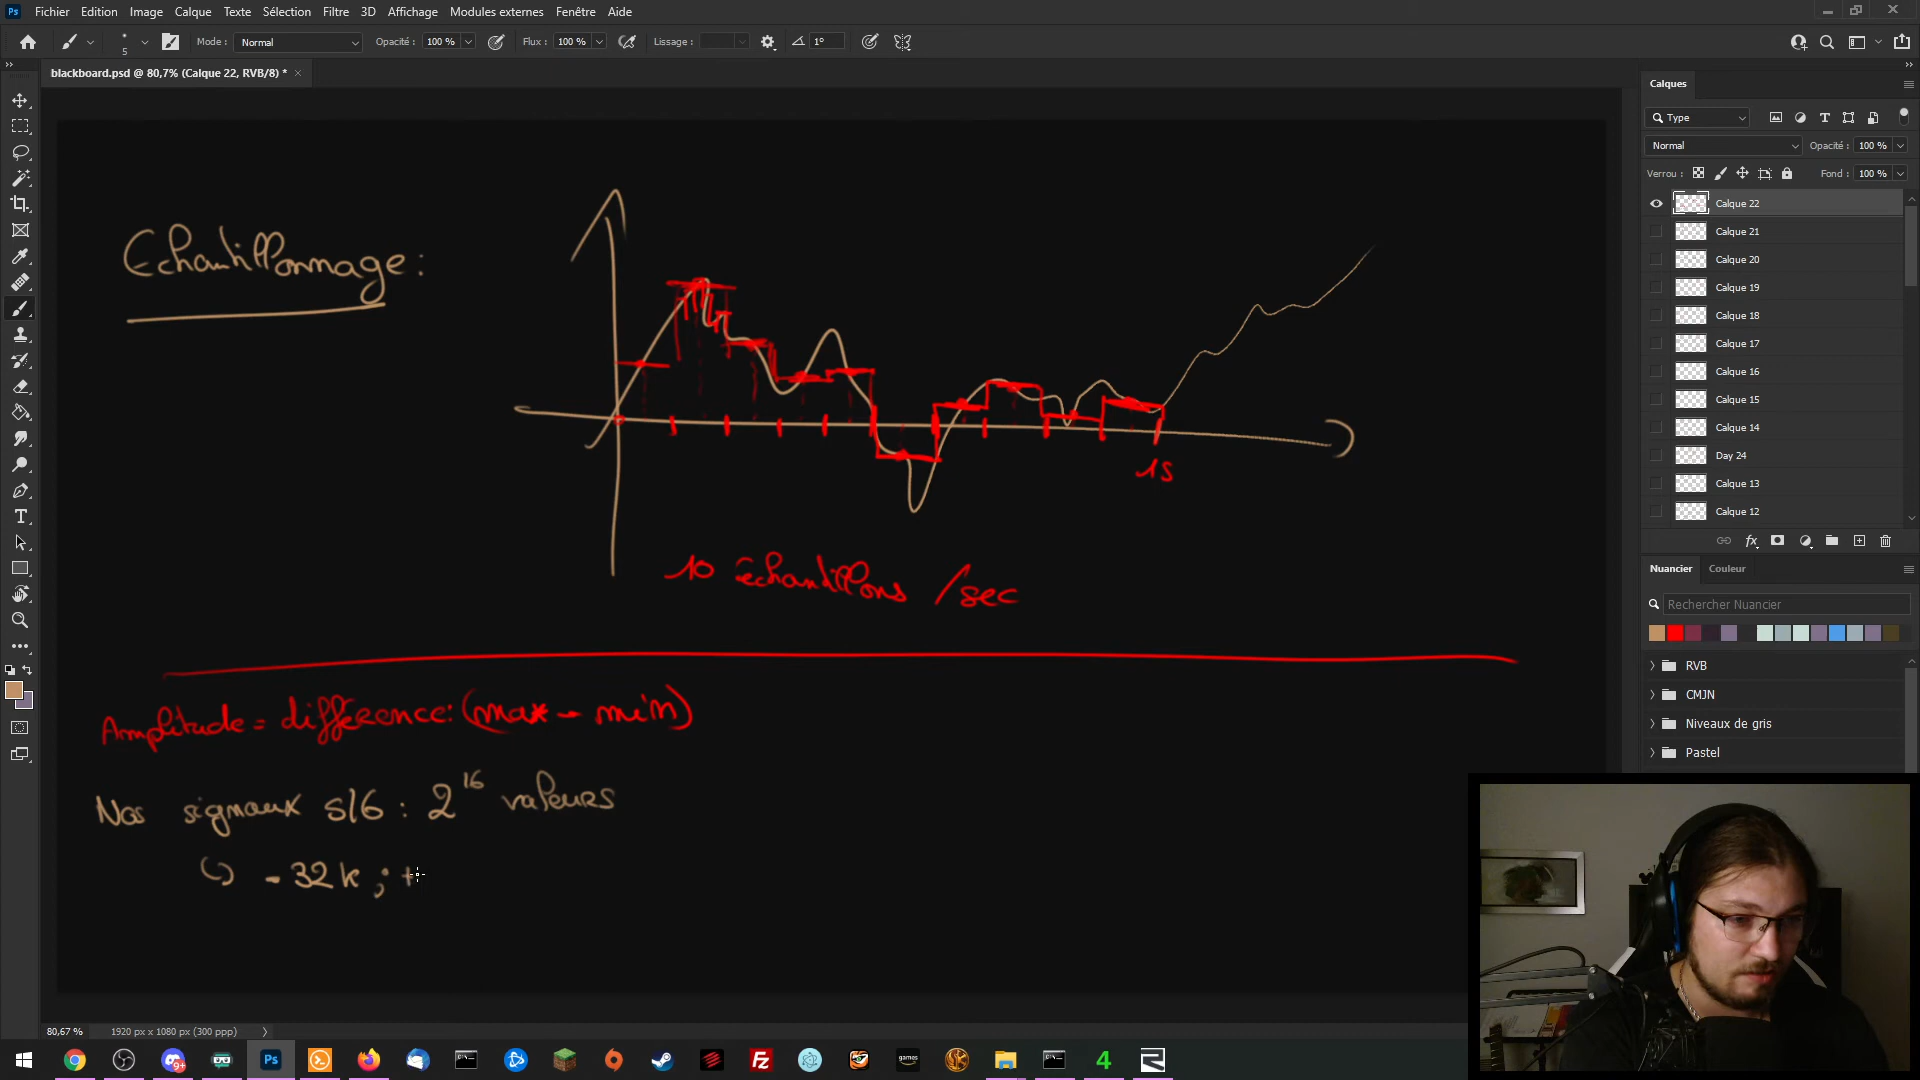 Fichier Edition Image Calque Texte Sélection Filtre 3D Affichage Modules externes Fenêtre Aide
5 Mode : Normal Opacité : 100 % Flux : 100 % Lissage : 1°
blackboard.psd @ 80,7% (Calque 22, RVB/8) * ×
Calques
Type
Normal Opacité : 100 %
Verrou : Fond : 100 %
Calque 22
Calque 21
Calque 20
Calque 19
Calque 18
Calque 17
Calque 16
Calque 15
Calque 14
Day 24
Calque 13
Calque 12
Nuancier Couleur
Rechercher Nuancier
RVB
CMJN
Niveaux de gris
Pastel
Echantillonnage :
1s
10 échantillons /sec
Amplitude = différence : (max - min)
Nos signaux s16 : 2^16 valeurs
- 32k ; +
80,67 % 1920 px x 1080 px (300 ppp)